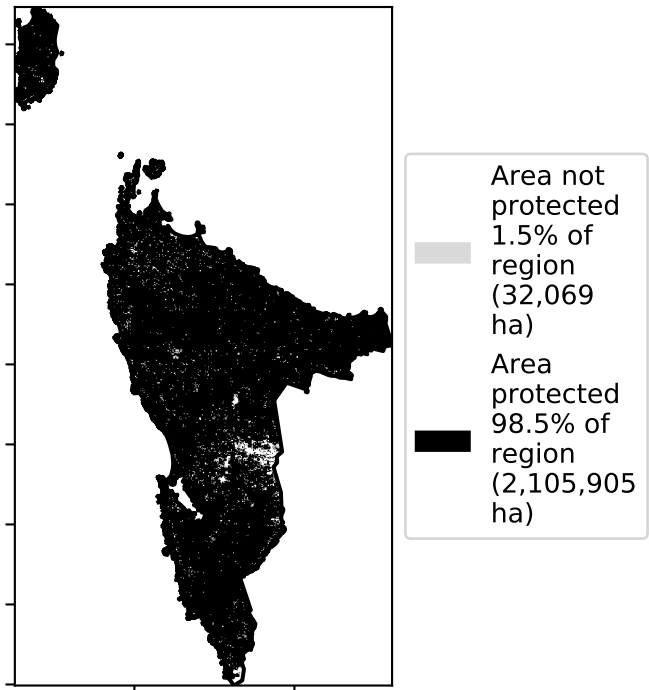 Area not
protected
1.5% of
region
(32,069
ha)
Area
protected
98.5% of
region
(2,105,905
ha)